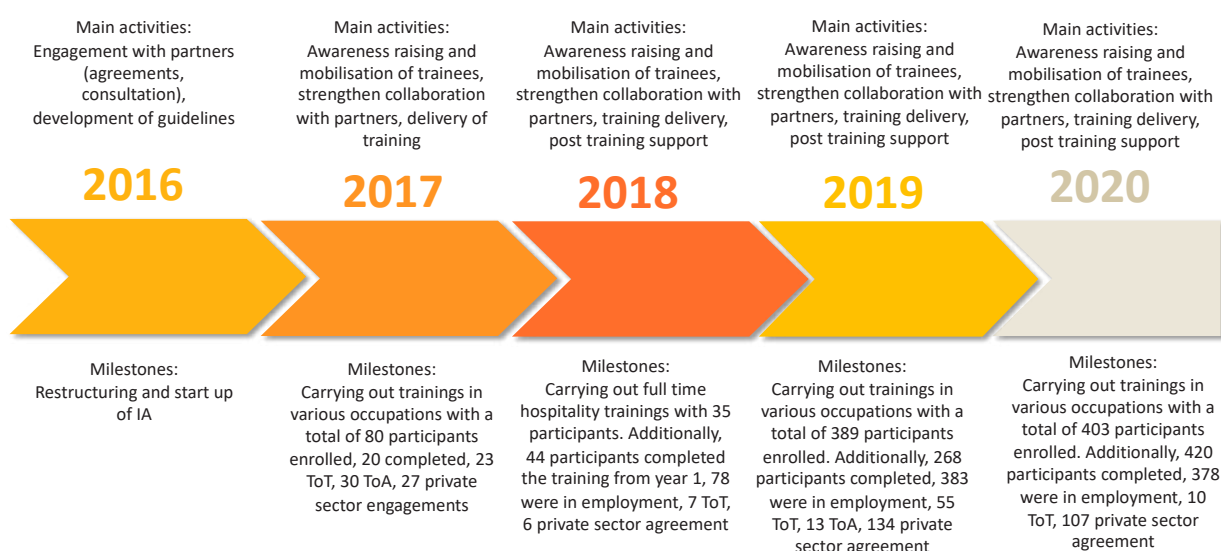 Main activities:
Engagement with partners
(agreements,
consultation),
development of guidelines
Main activities:
Awareness raising and
mobilisation of trainees,
strengthen collaboration
with partners, delivery of
training
Main activities:
Awareness raising and
mobilisation of trainees,
strengthen collaboration with
partners, training delivery,
post training support
Main activities:
Awareness raising and
mobilisation of trainees,
strengthen collaboration with
partners, training delivery,
post training support
Main activities:
Awareness raising and
mobilisation of trainees,
strengthen collaboration with
partners, training delivery,
post training support
2016
2017
2018
2019
2020
Milestones:
Restructuring and start up
of IA
Milestones:
Carrying out trainings in
various occupations with a
total of 80 participants
enrolled, 20 completed, 23
ToT, 30 ToA, 27 private
sector engagements
Milestones:
Carrying out full time
hospitality trainings with 35
participants. Additionally,
44 participants completed
the training from year 1, 78
were in employment, 7 ToT,
6 private sector agreement
Milestones:
Carrying out trainings in
various occupations with a
total of 389 participants
enrolled. Additionally, 268
participants completed, 383
were in employment, 55
ToT, 13 ToA, 134 private
sector agreement
Milestones:
Carrying out trainings in
various occupations with a
total of 403 participants
enrolled. Additionally, 420
participants completed, 378
were in employment, 10
ToT, 107 private sector
agreement